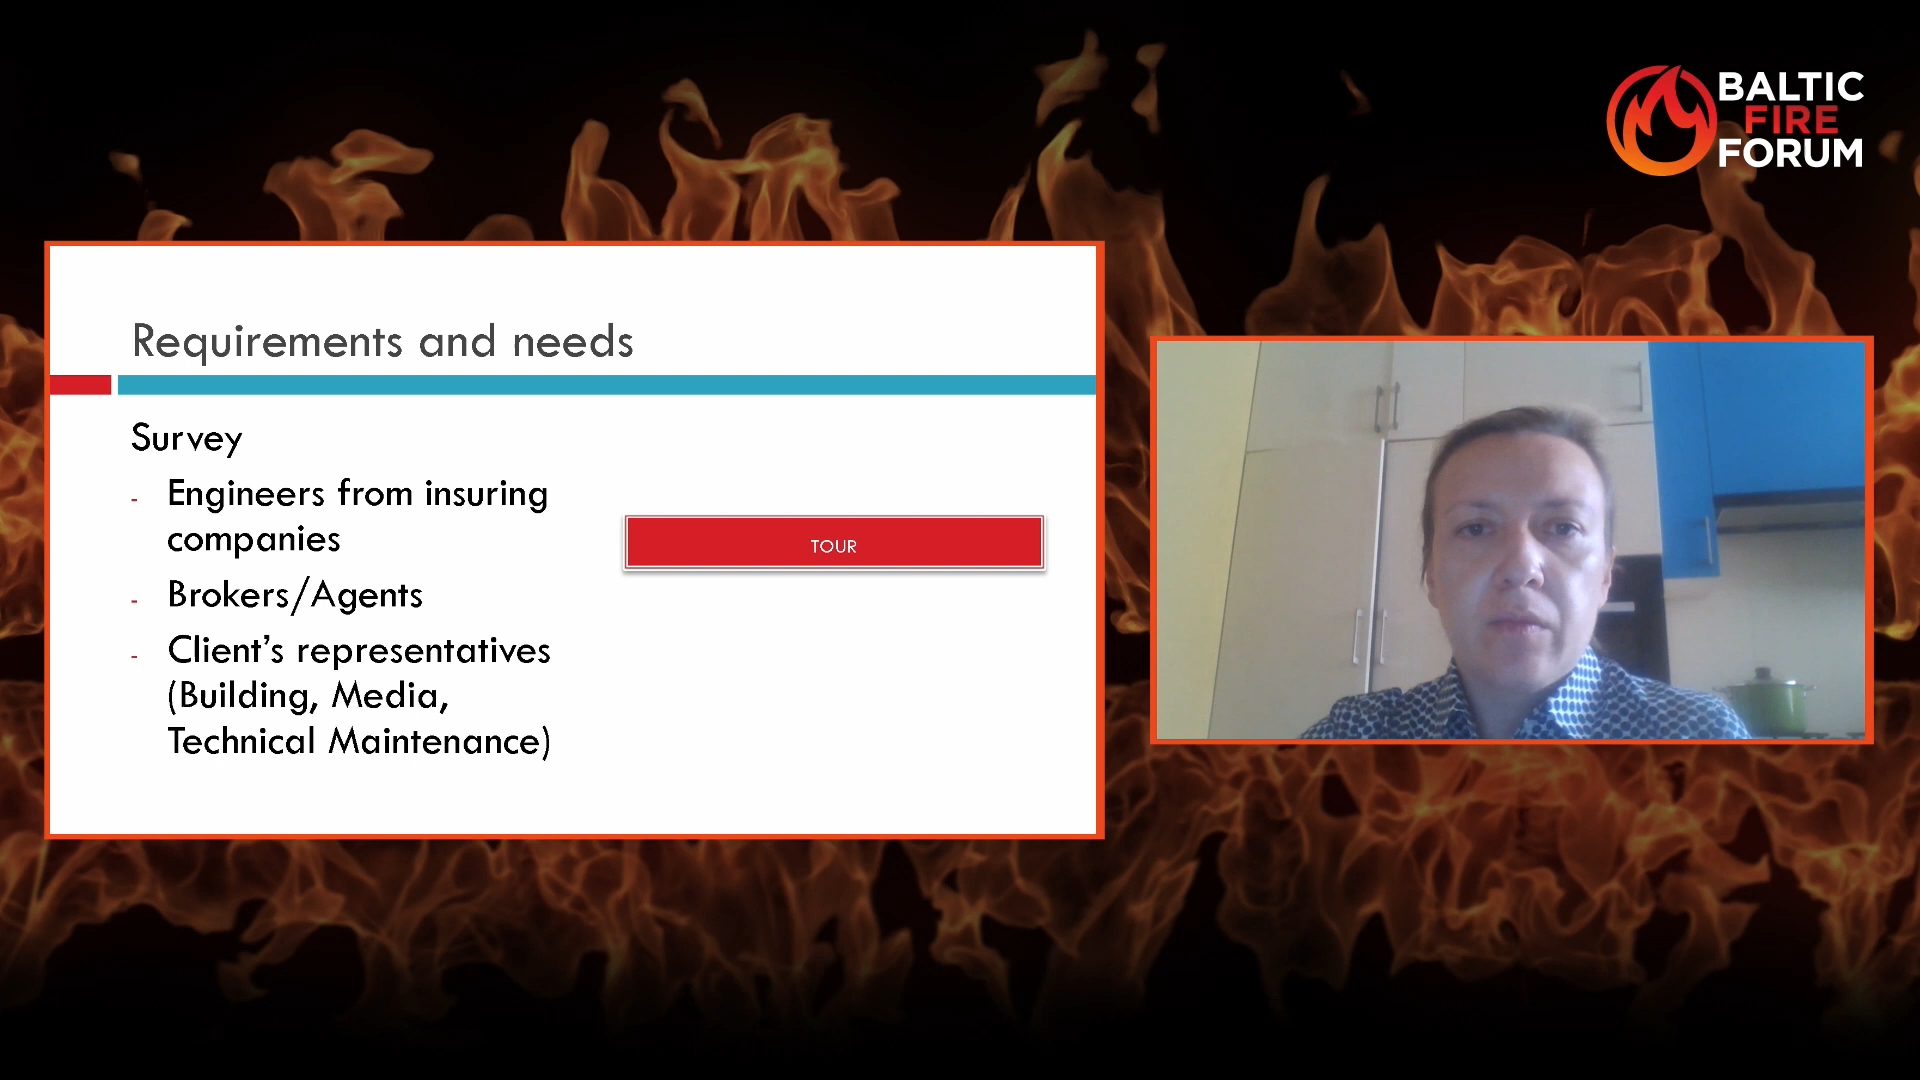 BALTIC
FIRE
FORUM
Requirements and needs
Survey
- Engineers from insuring
companies
- Brokers/Agents
- Client’s representatives
(Building, Media,
Technical Maintenance)
TOUR